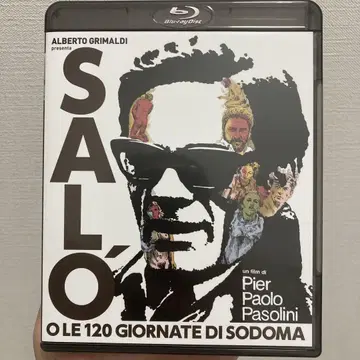 Blu-ray Disc
ALBERTO GRIMALDI
presenta
SALÓ
un film di
Pier
Paolo
Pasolini
O LE 120 GIORNATE DI SODOMA